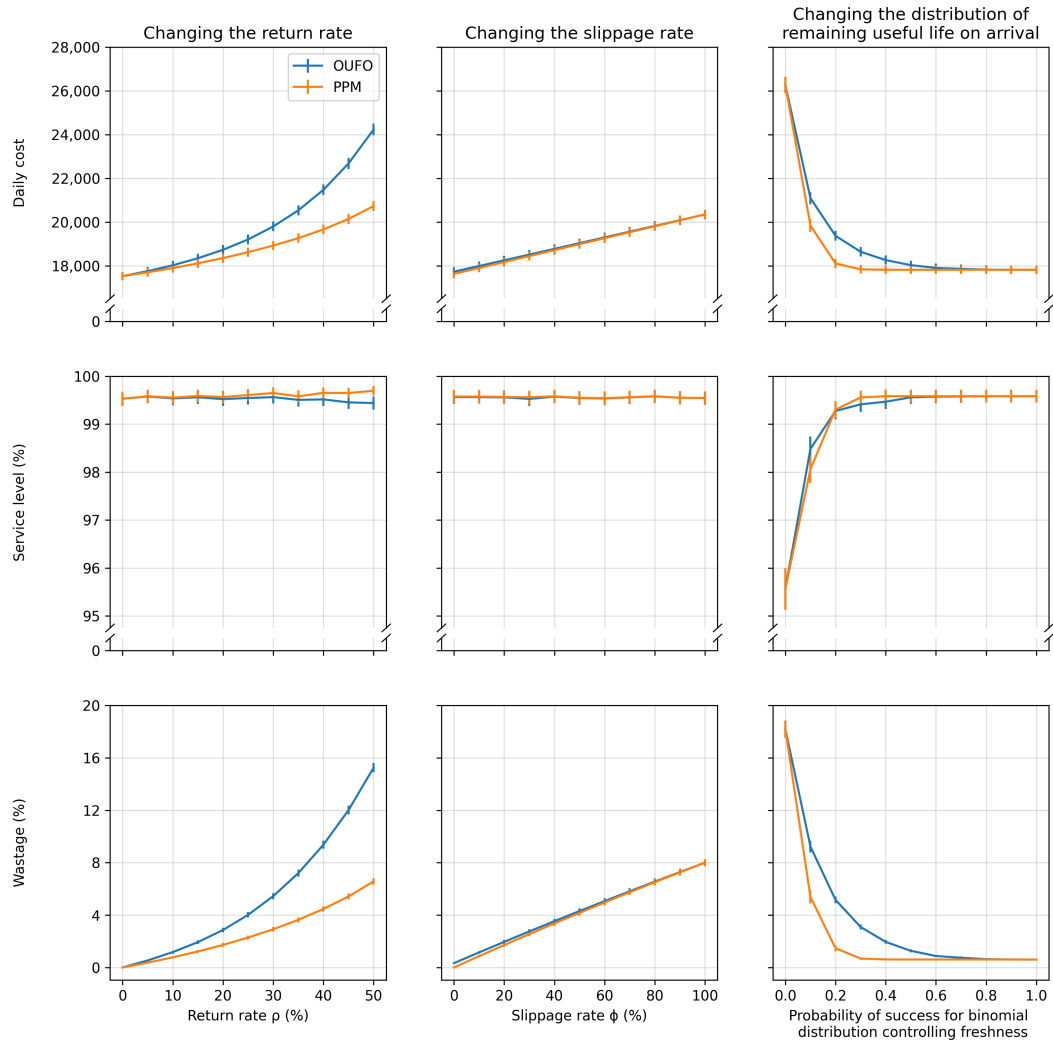 Changing the return rate
Changing the slippage rate
Changing the distribution of
remaining useful life on arrival
Daily cost
28,000
26,000
24,000
22,000
20,000
18,000
0
OUFO
PPM
Service level (%)
100
99
98
97
96
95
0
Wastage (%)
20
16
12
8
4
0
0 10 20 30 40 50
Return rate ρ (%)
0 20 40 60 80 100
Slippage rate ϕ (%)
0.0 0.2 0.4 0.6 0.8 1.0
Probability of success for binomial
distribution controlling freshness